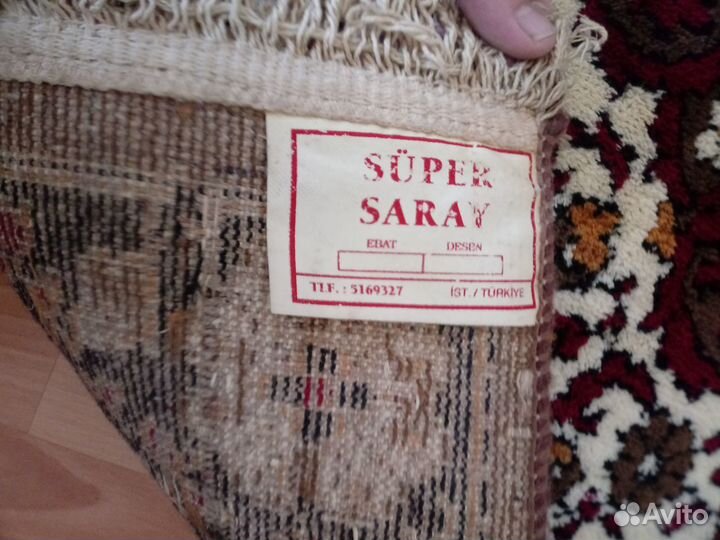 SÜPER
SARAY
EBAT DESEN
TLF. : 5169327 İST. / TÜRKİYE
Avito